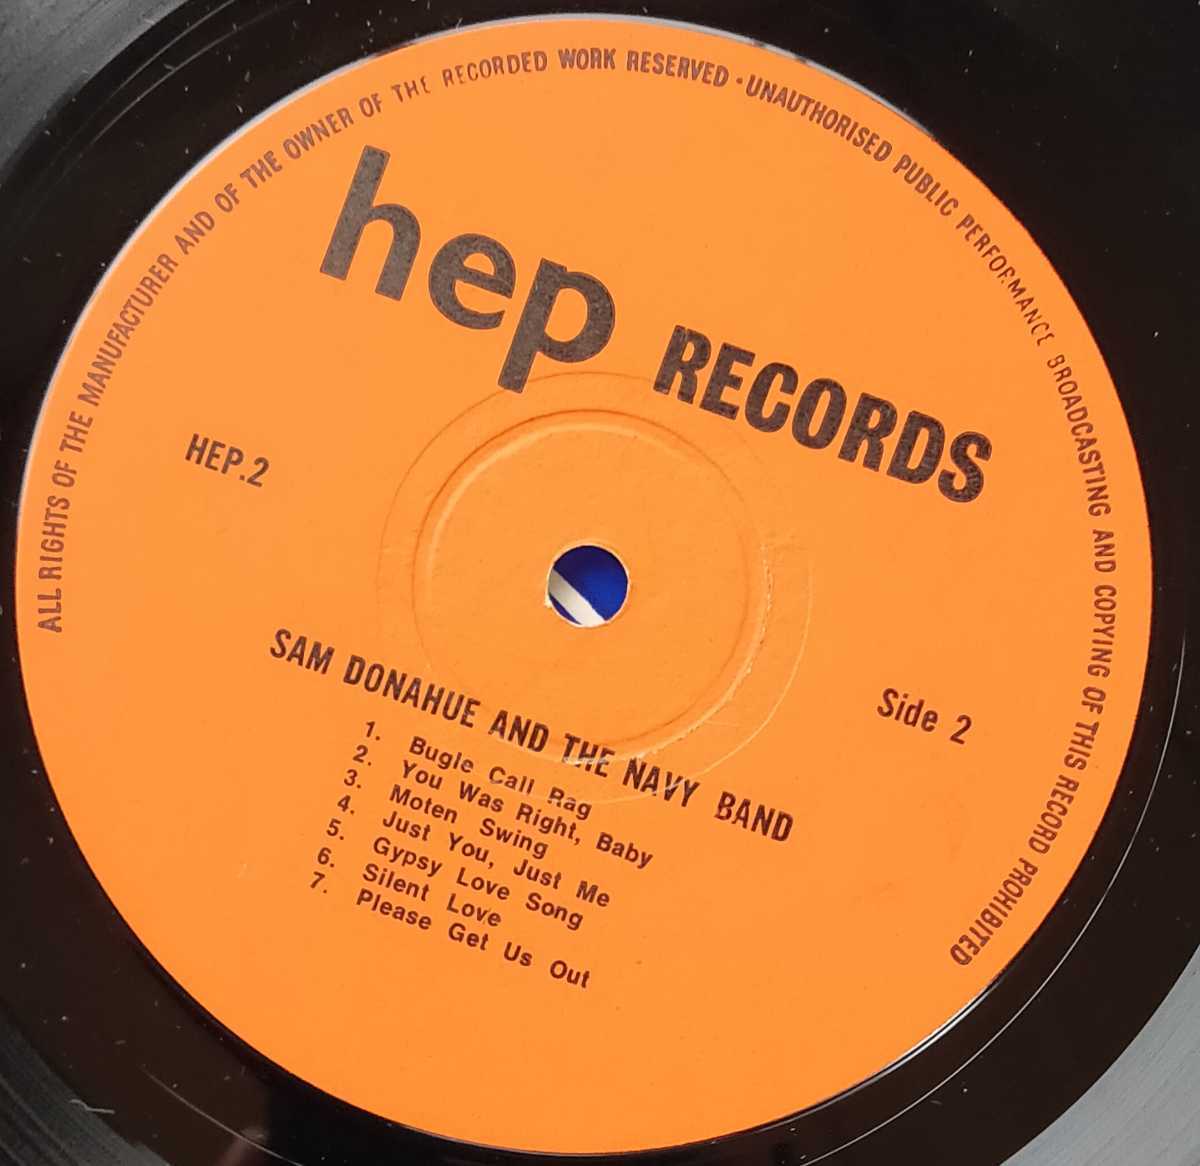 ALL RIGHTS OF THE MANUFACTURER AND OF THE OWNER OF THE RECORDED WORK RESERVED · UNAUTHORISED PUBLIC PERFORMANCE BROADCASTING AND COPYING OF THIS RECORD PROHIBITED
hep RECORDS
HEP.2
Side 2
SAM DONAHUE AND THE NAVY BAND
1. Bugle Call Rag
2. You Was Right, Baby
3. Moten Swing
4. Just You, Just Me
5. Gypsy Love Song
6. Silent Love
7. Please Get Us Out